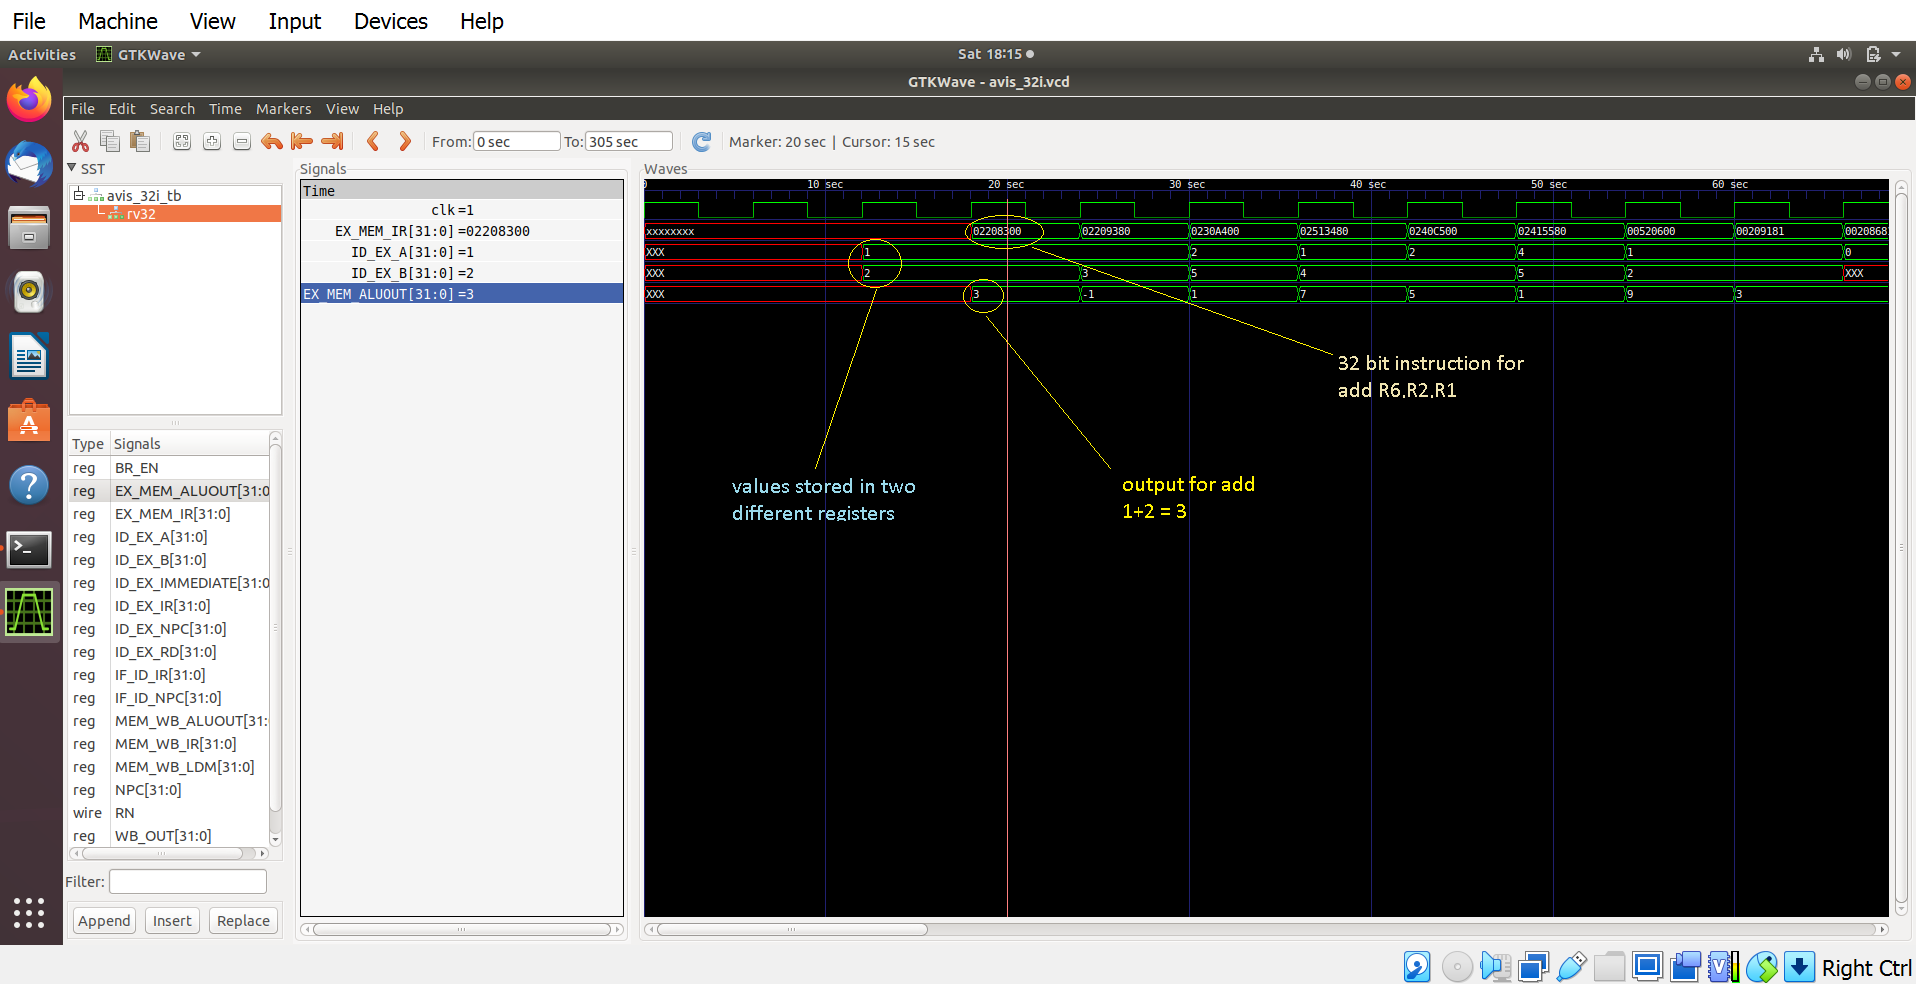 File Machine View Input Devices Help
Activities GTKWave Sat 18:15
GTKWave - avis_32i.vcd
File Edit Search Time Markers View Help
From: 0 sec To: 305 sec Marker: 20 sec | Cursor: 15 sec
SST
avis_32i_tb
rv32
Type Signals
reg BR_EN
reg EX_MEM_ALUOUT[31:0
reg EX_MEM_IR[31:0]
reg ID_EX_A[31:0]
reg ID_EX_B[31:0]
reg ID_EX_IMMEDIATE[31:0
reg ID_EX_IR[31:0]
reg ID_EX_NPC[31:0]
reg ID_EX_RD[31:0]
reg IF_ID_IR[31:0]
reg IF_ID_NPC[31:0]
reg MEM_WB_ALUOUT[31:
reg MEM_WB_IR[31:0]
reg MEM_WB_LDM[31:0]
reg NPC[31:0]
wire RN
reg WB_OUT[31:0]
Filter:
Append Insert Replace
Signals
Time
clk =1
EX_MEM_IR[31:0] =02208300
ID_EX_A[31:0] =1
ID_EX_B[31:0] =2
EX_MEM_ALUOUT[31:0] =3
Waves
0 10 sec 20 sec 30 sec 40 sec 50 sec 60 sec
xxxxxxxx 02208300 02209380 0230A400 02513480 0240C500 02415580 00520600 00209181 0020868
XXX 1 2 1 2 4 1 0
XXX 2 3 5 4 5 2 XXX
XXX 3 -1 1 7 5 1 9 3
32 bit instruction for
add R6,R2,R1
values stored in two
different registers
output for add
1+2 = 3
Right Ctrl